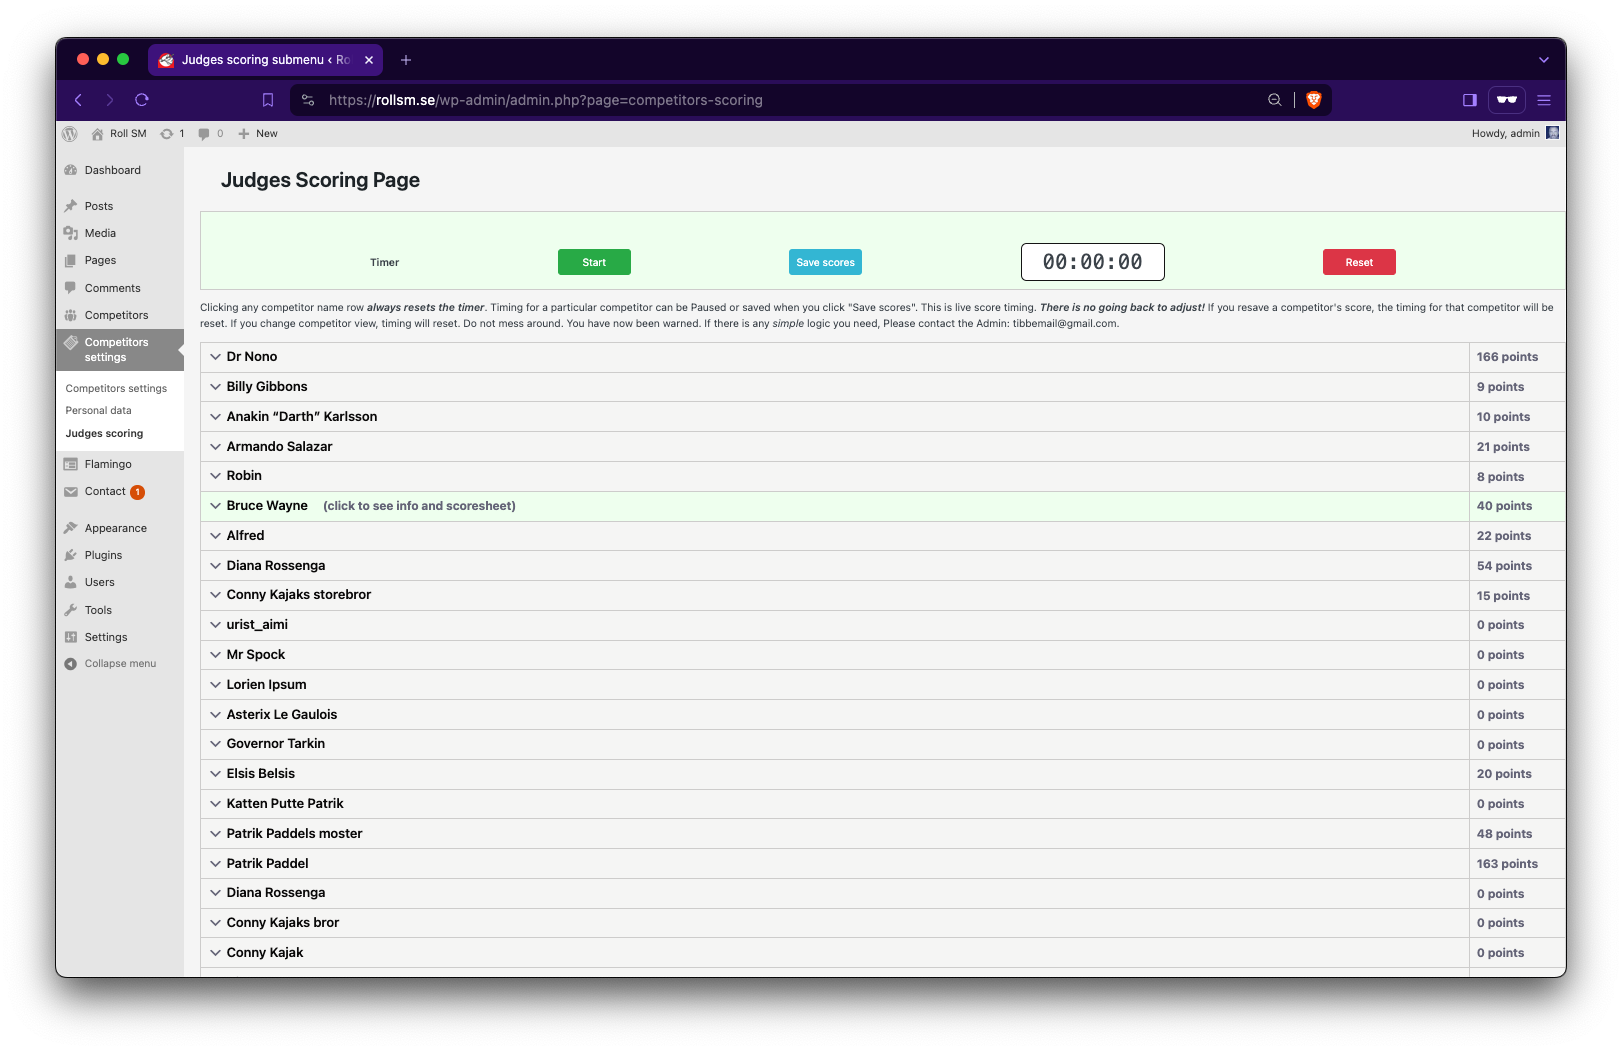 Judges scoring submenu ‹ Ro
https://rollsm.se/wp-admin/admin.php?page=competitors-scoring
Roll SM 1 0 New Howdy, admin
Dashboard
Posts
Media
Pages
Comments
Competitors
Competitors
settings
Competitors settings
Personal data
Judges scoring
Flamingo
Contact 1
Appearance
Plugins
Users
Tools
Settings
Collapse menu
Judges Scoring Page
Timer Start Save scores 00:00:00 Reset
Clicking any competitor name row always resets the timer. Timing for a particular competitor can be Paused or saved when you click "Save scores". This is live score timing. There is no going back to adjust! If you resave a competitor's score, the timing for that competitor will be
reset. If you change competitor view, timing will reset. Do not mess around. You have now been warned. If there is any simple logic you need, Please contact the Admin: tibbemail@gmail.com.
Dr Nono 166 points
Billy Gibbons 9 points
Anakin “Darth” Karlsson 10 points
Armando Salazar 21 points
Robin 8 points
Bruce Wayne (click to see info and scoresheet) 40 points
Alfred 22 points
Diana Rossenga 54 points
Conny Kajaks storebror 15 points
urist_aimi 0 points
Mr Spock 0 points
Lorien Ipsum 0 points
Asterix Le Gaulois 0 points
Governor Tarkin 0 points
Elsis Belsis 20 points
Katten Putte Patrik 0 points
Patrik Paddels moster 48 points
Patrik Paddel 163 points
Diana Rossenga 0 points
Conny Kajaks bror 0 points
Conny Kajak 0 points